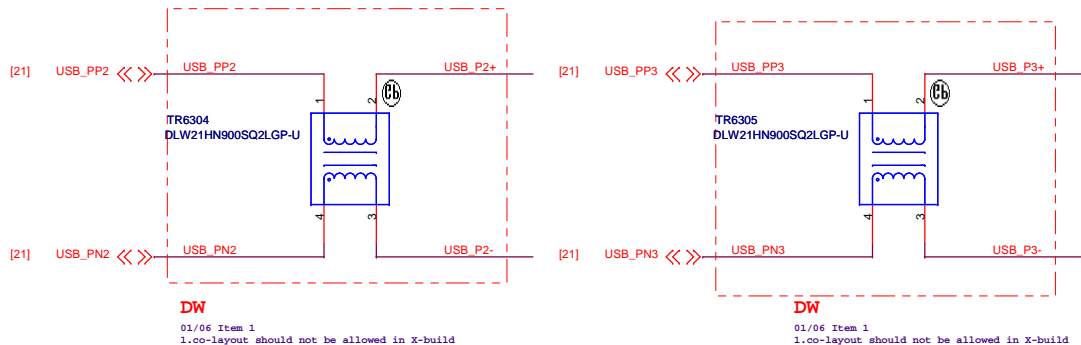 [21] USB_PP2 USB_PP2 USB_P2+ [21] USB_PP3 USB_PP3 USB_P3+
1 2 1 2
TR6304 TR6305
DLW21HN900SQ2LGP-U DLW21HN900SQ2LGP-U
4 3 4 3
[21] USB_PN2 USB_PN2 USB_P2- [21] USB_PN3 USB_PN3 USB_P3-
DW DW
01/06 Item 1 01/06 Item 1
1.co-layout should not be allowed in X-build 1.co-layout should not be allowed in X-build